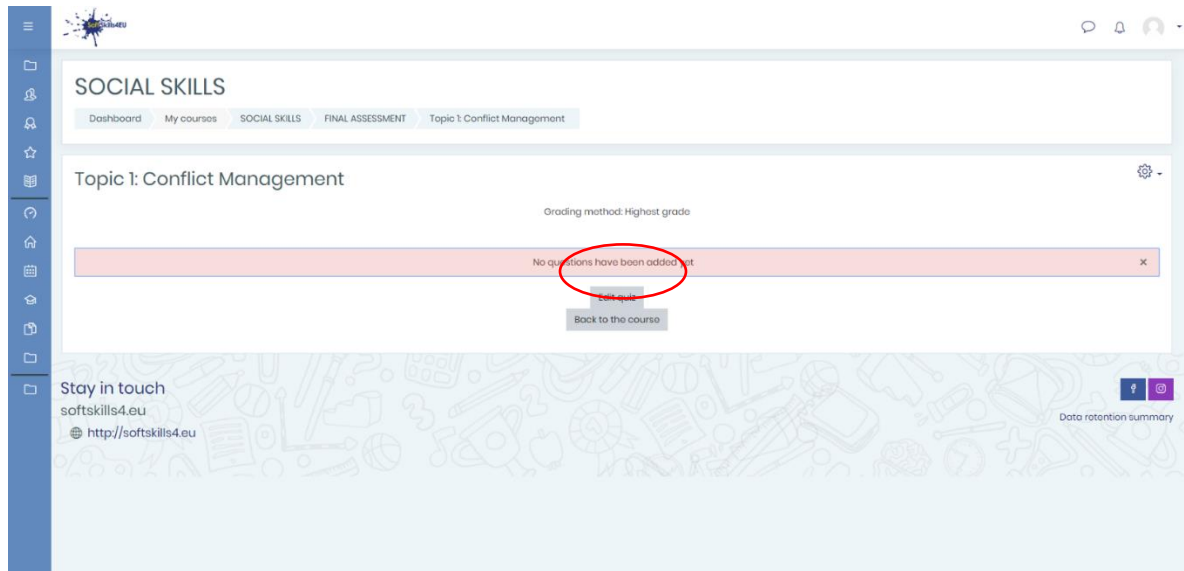 SoftSkills4EU
SOCIAL SKILLS
Dashboard My courses SOCIAL SKILLS FINAL ASSESSMENT Topic 1: Conflict Management
Topic 1: Conflict Management
Grading method: Highest grade
No questions have been added yet ×
Edit quiz
Back to the course
Stay in touch
softskills4.eu
http://softskills4.eu
Data retention summary